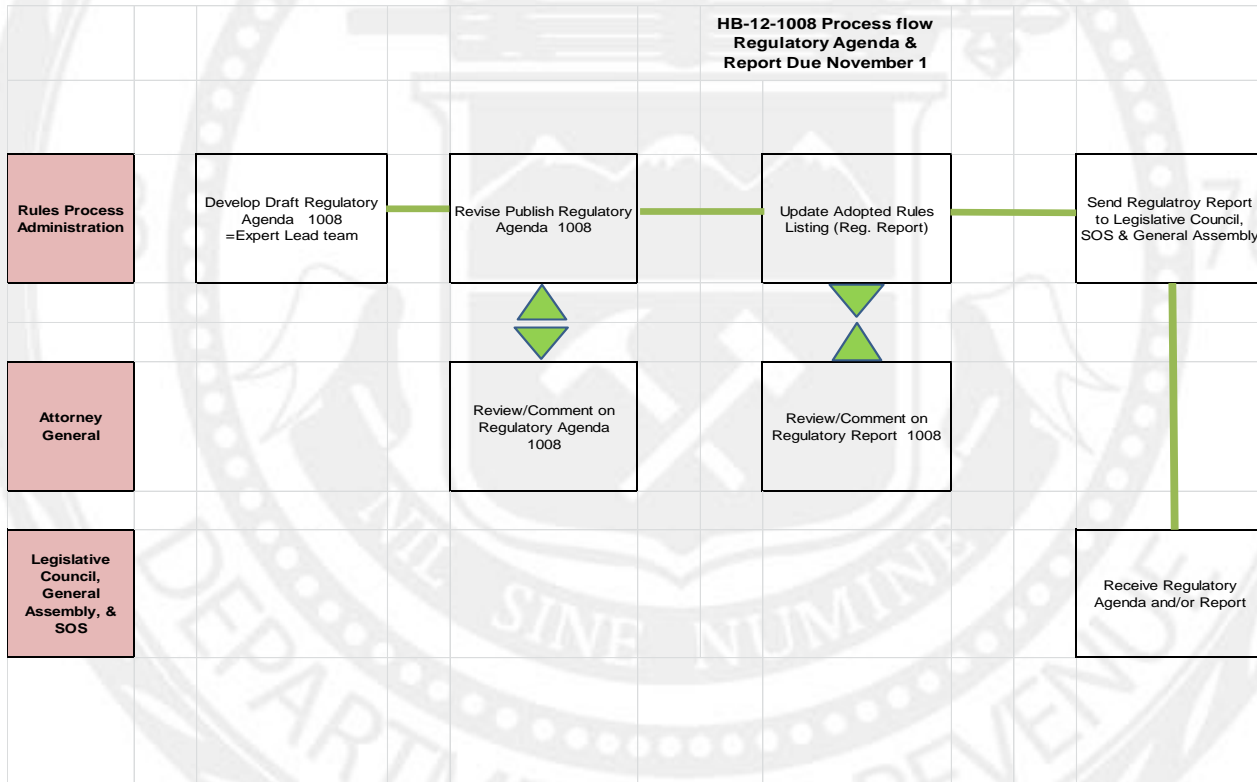 HB-12-1008 Process flow
Regulatory Agenda &
Report Due November 1
Rules Process
Administration
Develop Draft Regulatory
Agenda 1008
=Expert Lead team
Revise Publish Regulatory
Agenda 1008
Update Adopted Rules
Listing (Reg. Report)
Send Regulatroy Report
to Legislative Council,
SOS & General Assembly
Attorney
General
Review/Comment on
Regulatory Agenda
1008
Review/Comment on
Regulatory Report 1008
Legislative
Council,
General
Assembly, &
SOS
Receive Regulatory
Agenda and/or Report
NIL SINE NUMINE